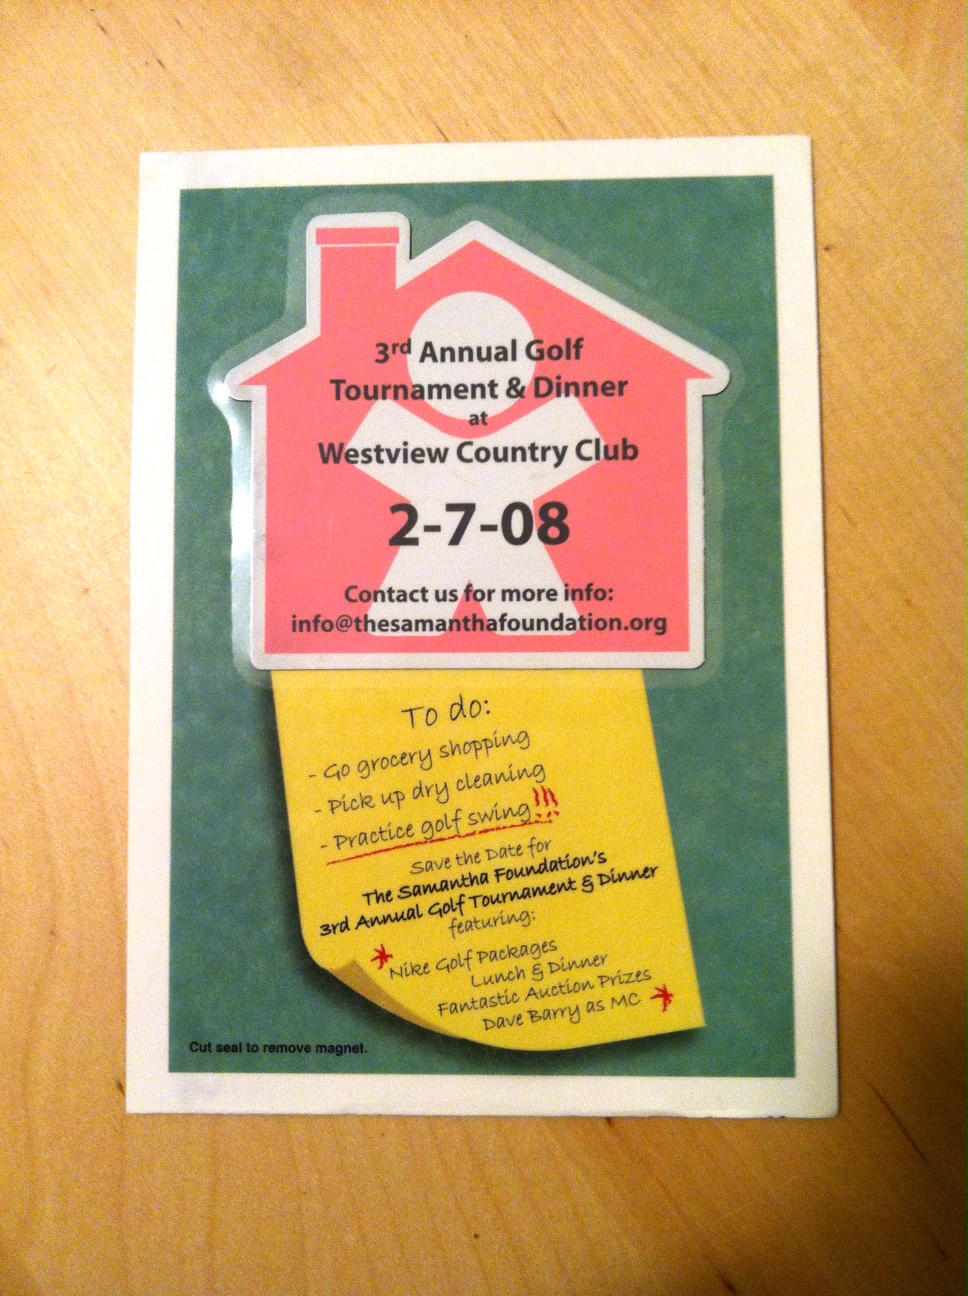 3rd Annual Golf
Tournament & Dinner
at
Westview Country Club
2-7-08
Contact us for more info:
info@thesamanthafoundation.org
To do:
- Go grocery shopping
- Pick up dry cleaning
- Practice golf swing!!!
Save the Date for
The Samantha Foundation's
3rd Annual Golf Tournament & Dinner
featuring:
* Nike Golf Packages
Lunch & Dinner
Fantastic Auction Prizes
Dave Barry as MC *
Cut seal to remove magnet.